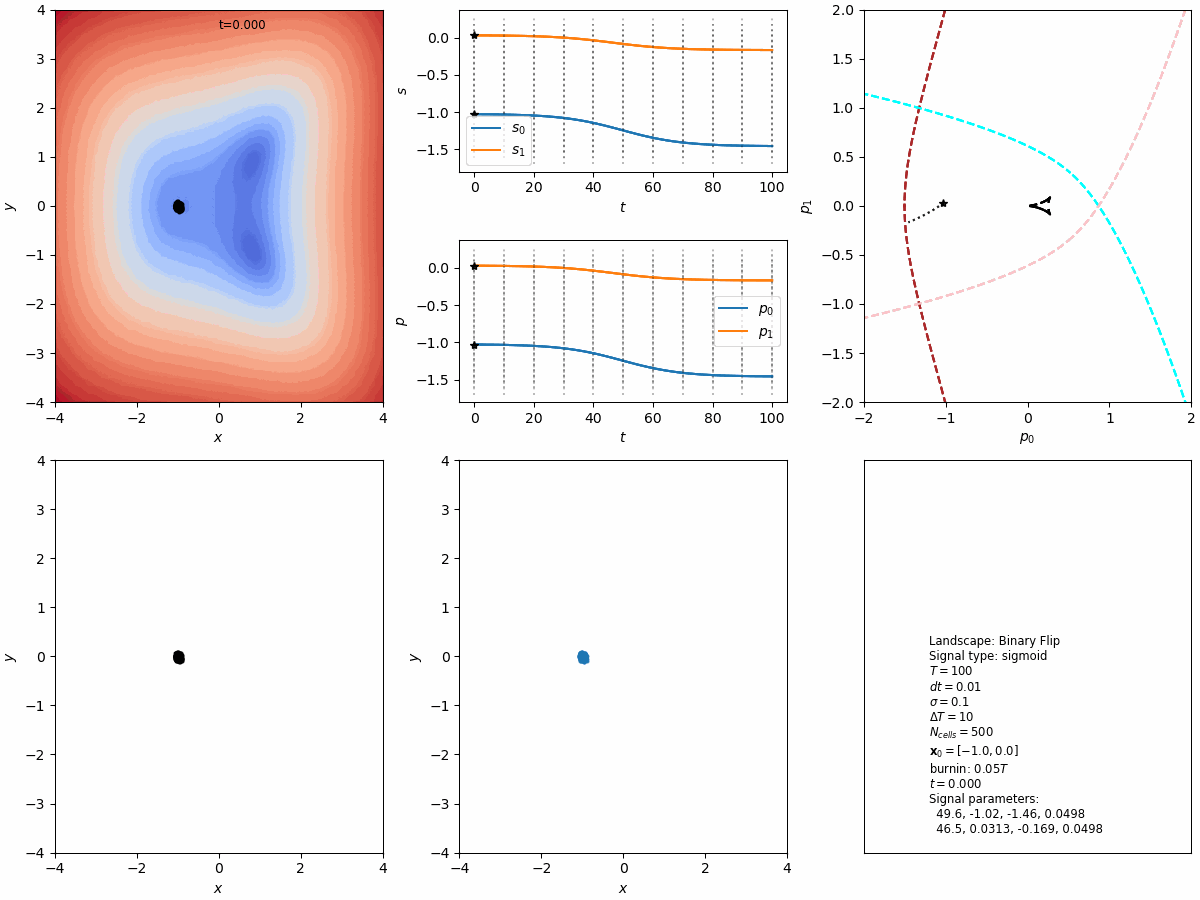 t=0.000
4
3
2
1
0
−1
−2
−3
−4
y
−4 −2 0 2 4
x
0.0
−0.5
−1.0
−1.5
s
s0
s1
0 20 40 60 80 100
t
0.0
−0.5
−1.0
−1.5
p
p0
p1
0 20 40 60 80 100
t
2.0
1.5
1.0
0.5
0.0
−0.5
−1.0
−1.5
−2.0
p1
−2 −1 0 1 2
p0
4
3
2
1
0
−1
−2
−3
−4
y
−4 −2 0 2 4
x
4
3
2
1
0
−1
−2
−3
−4
y
−4 −2 0 2 4
x
Landscape: Binary Flip
Signal type: sigmoid
T = 100
dt = 0.01
σ = 0.1
ΔT = 10
Ncells = 500
x0 = [−1.0, 0.0]
burnin: 0.05T
t = 0.000
Signal parameters:
49.6, -1.02, -1.46, 0.0498
46.5, 0.0313, -0.169, 0.0498